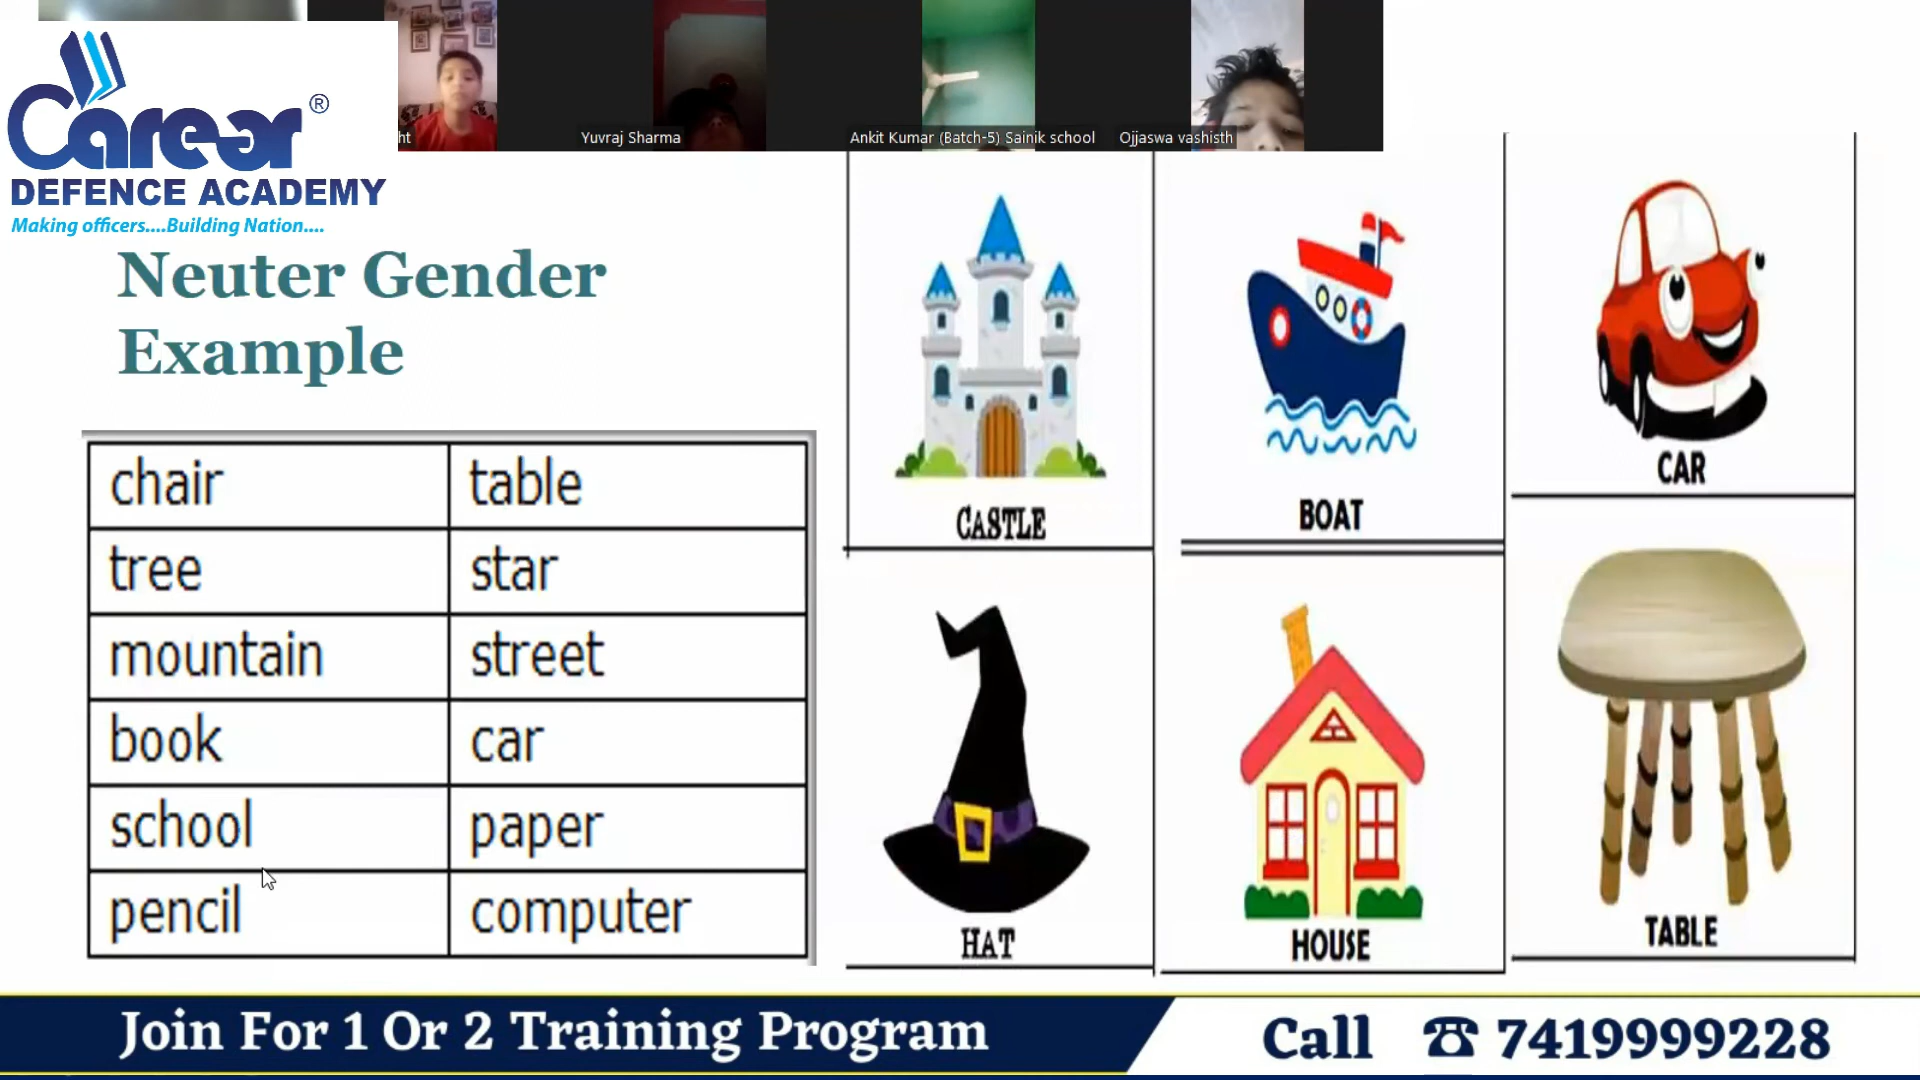 Career®
DEFENCE ACADEMY
Making officers....Building Nation....
ht
Yuvraj Sharma
Ankit Kumar (Batch-5) Sainik school
Ojjaswa vashisth
Neuter Gender
Example
chair table
tree star
mountain street
book car
school paper
pencil computer
CASTLE
BOAT
CAR
HAT
HOUSE
TABLE
Join For 1 Or 2 Training Program
Call ☎ 7419999228